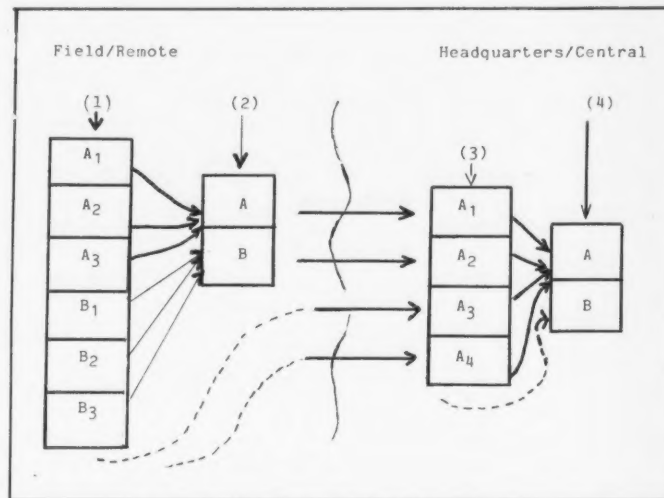 Field/Remote
Headquarters/Central
(1)
(2)
(3)
(4)
A1
A2
A3
B1
B2
B3
A
B
A1
A2
A3
A4
A
B